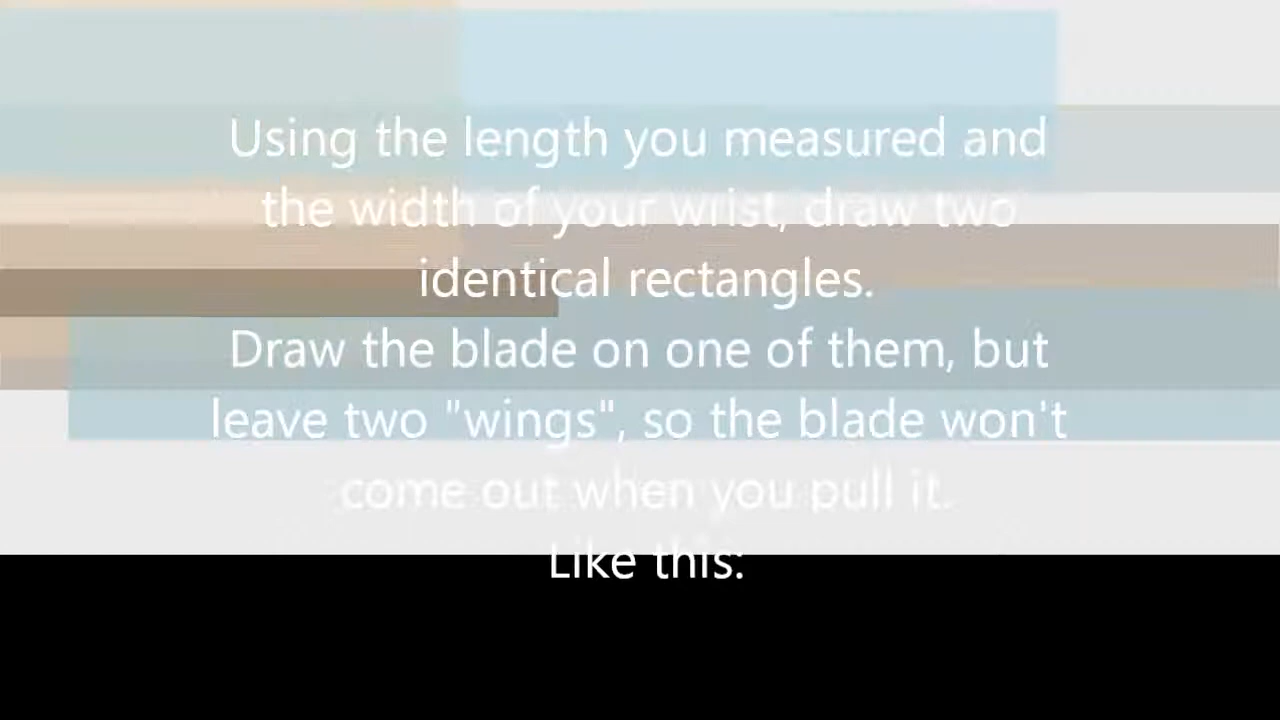 Using the length you measured and
the width of your wrist, draw two
identical rectangles.
Draw the blade on one of them, but
leave two "wings", so the blade won't
come out when you pull it.
Like this: